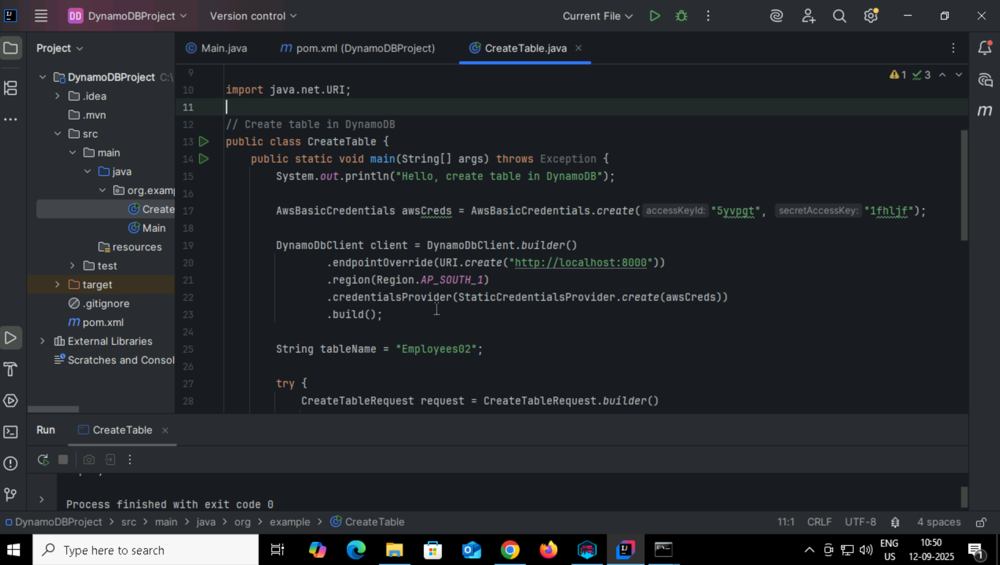 DD DynamoDBProject Version control Current File
Project Main.java pom.xml (DynamoDBProject) CreateTable.java
DynamoDBProject C:\
.idea
.mvn
src
main
java
org.examp
Create
Main
resources
test
target
.gitignore
pom.xml
External Libraries
Scratches and Consol
1 3
9
10 import java.net.URI;
11
12 // Create table in DynamoDB
13 public class CreateTable {
14 public static void main(String[] args) throws Exception {
15 System.out.println("Hello, create table in DynamoDB");
16
17 AwsBasicCredentials awsCreds = AwsBasicCredentials.create( accessKeyId: "5yvpgt", secretAccessKey: "1fhljf");
18
19 DynamoDbClient client = DynamoDbClient.builder()
20 .endpointOverride(URI.create("http://localhost:8000"))
21 .region(Region.AP_SOUTH_1)
22 .credentialsProvider(StaticCredentialsProvider.create(awsCreds))
23 .build();
24
25 String tableName = "Employees02";
26
27 try {
28 CreateTableRequest request = CreateTableRequest.builder()
Run CreateTable
Process finished with exit code 0
DynamoDBProject > src > main > java > org > example > CreateTable 11:1 CRLF UTF-8 4 spaces
Type here to search
ENG
US
10:50
12-09-2025
1